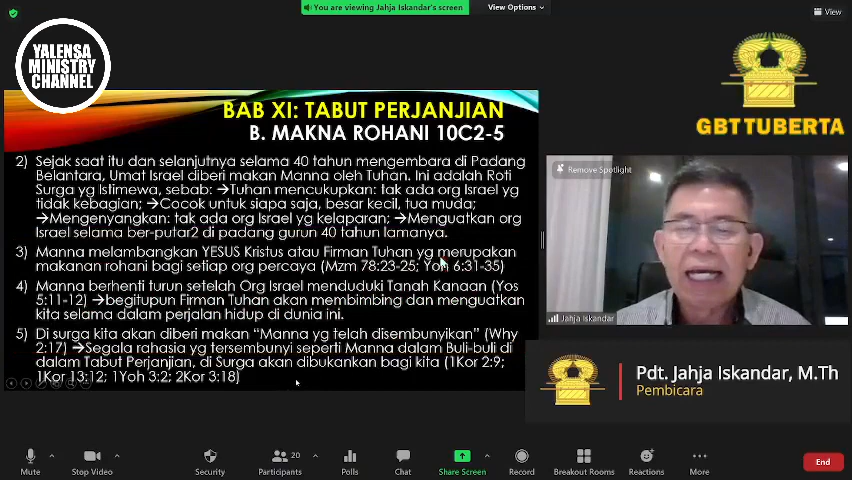 You are viewing Jahja Iskandar's screen
View Options
View
YALENSA
MINISTRY
CHANNEL
BAB XI: TABUT PERJANJIAN
B. MAKNA ROHANI 10C2-5
2) Sejak saat itu dan selanjutnya selama 40 tahun mengembara di Padang
Belantara, Umat Israel diberi makan Manna oleh Tuhan. Ini adalah Roti
Surga yg Istimewa, sebab: →Tuhan mencukupkan: tak ada org Israel yg
tidak kebagian; →Cocok untuk siapa saja, besar kecil, tua muda;
→Mengenyangkan: tak ada org Israel yg kelaparan; →Menguatkan org
Israel selama ber-putar2 di padang gurun 40 tahun lamanya.
3) Manna melambangkan YESUS Kristus atau Firman Tuhan yg merupakan
makanan rohani bagi setiap org percaya (Mzm 78:23-25; Yoh 6:31-35)
4) Manna berhenti turun setelah Org Israel menduduki Tanah Kanaan (Yos
5:11-12) →begitupun Firman Tuhan akan membimbing dan menguatkan
kita selama dalam perjalan hidup di dunia ini.
5) Di surga kita akan diberi makan “Manna yg telah disembunyikan” (Why
2:17) →Segala rahasia yg tersembunyi seperti Manna dalam Buli-buli di
dalam Tabut Perjanjian, di Surga akan dibukankan bagi kita (1Kor 2:9;
1Kor 13:12; 1Yoh 3:2; 2Kor 3:18)
GBT TUBERTA
Remove Spotlight
Jahja Iskandar
Pdt. Jahja Iskandar, M.Th
Pembicara
Mute
Stop Video
Security
20
Participants
Polls
Chat
Share Screen
Record
Breakout Rooms
Reactions
More
End